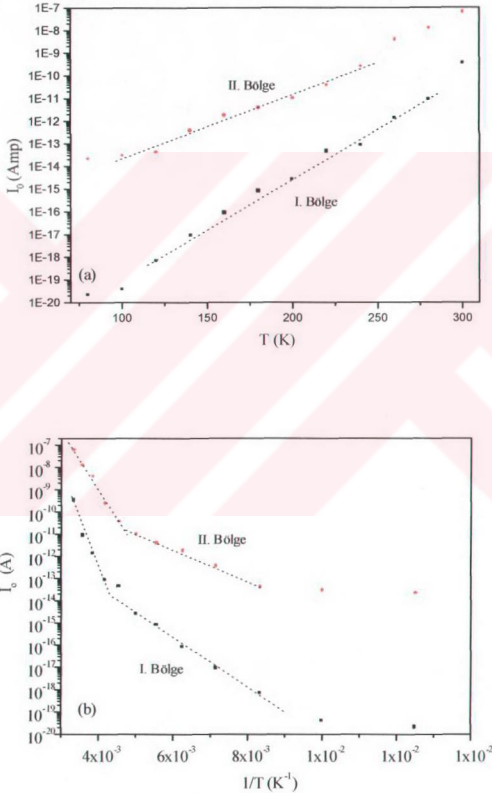 1E-7
1E-8
1E-9
1E-10
1E-11
1E-12
1E-13
1E-14
1E-15
1E-16
1E-17
1E-18
1E-19
1E-20
I₀ (Amp)
II. Bölge
I. Bölge
(a)
100 150 200 250 300
T (K)
10⁻⁷
10⁻⁸
10⁻⁹
10⁻¹⁰
10⁻¹¹
10⁻¹²
10⁻¹³
10⁻¹⁴
10⁻¹⁵
10⁻¹⁶
10⁻¹⁷
10⁻¹⁸
10⁻¹⁹
10⁻²⁰
I₀ (A)
II. Bölge
I. Bölge
(b)
4x10⁻³ 6x10⁻³ 8x10⁻³ 1x10⁻² 1x10⁻² 1x10⁻²
1/T (K⁻¹)